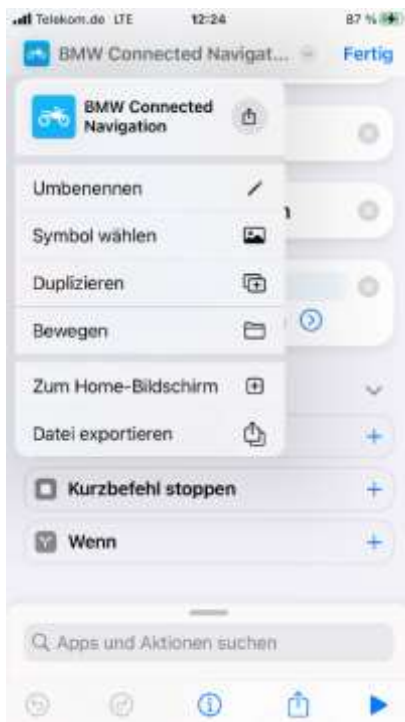 Telekom.de LTE 12:24 87 %
BMW Connected Navigat... Fertig
BMW Connected
Navigation
Umbenennen
Symbol wählen
n
Duplizieren
Bewegen
Zum Home-Bildschirm
Datei exportieren
Kurzbefehl stoppen
Wenn
Apps und Aktionen suchen